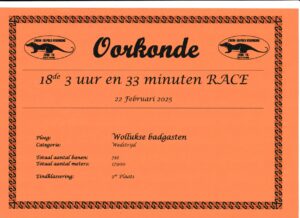 Oorkonde
18de 3 uur en 33 minuten RACE
22 Februari 2025
Ploeg: Wollukse badgasten
Categorie: Wedstrijd
Totaal aantal banen:
Totaal aantal meters:
Eindklassering: Plaats